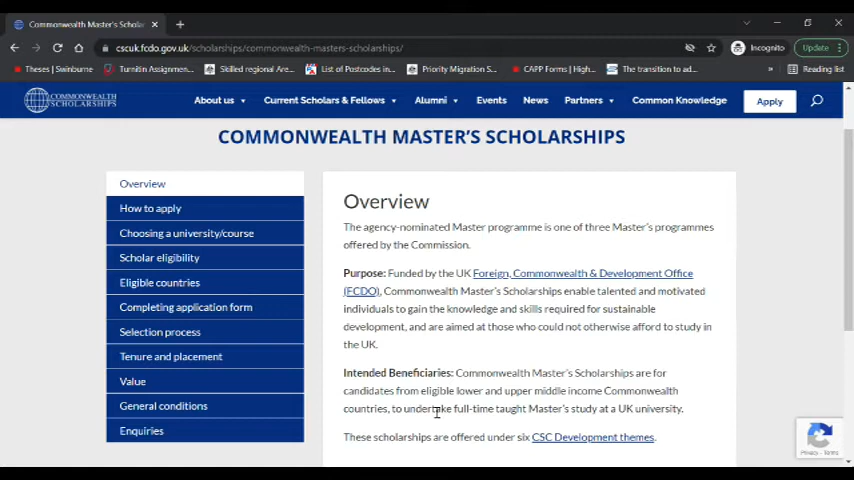 Commonwealth Master's Schola
cscuk.fcdo.gov.uk/scholarships/commonwealth-masters-scholarships/
Incognito
Update
Theses | Swinburne
Turnitin Assignmen...
Skilled regional Area...
List of Postcodes in...
Priority Migration S...
CAPP Forms | High...
The transition to ad...
»
Reading list
COMMONWEALTH
SCHOLARSHIPS
About us
Current Scholars & Fellows
Alumni
Events
News
Partners
Common Knowledge
Apply
COMMONWEALTH MASTER'S SCHOLARSHIPS
Overview
How to apply
Choosing a university/course
Scholar eligibility
Eligible countries
Completing application form
Selection process
Tenure and placement
Value
General conditions
Enquiries
Overview
The agency-nominated Master programme is one of three Master's programmes
offered by the Commission.
Purpose: Funded by the UK Foreign, Commonwealth & Development Office
(FCDO), Commonwealth Master's Scholarships enable talented and motivated
individuals to gain the knowledge and skills required for sustainable
development, and are aimed at those who could not otherwise afford to study in
the UK.
Intended Beneficiaries: Commonwealth Master's Scholarships are for
candidates from eligible lower and upper middle income Commonwealth
countries, to undertake full-time taught Master's study at a UK university.
These scholarships are offered under six CSC Development themes.
Privacy - Terms